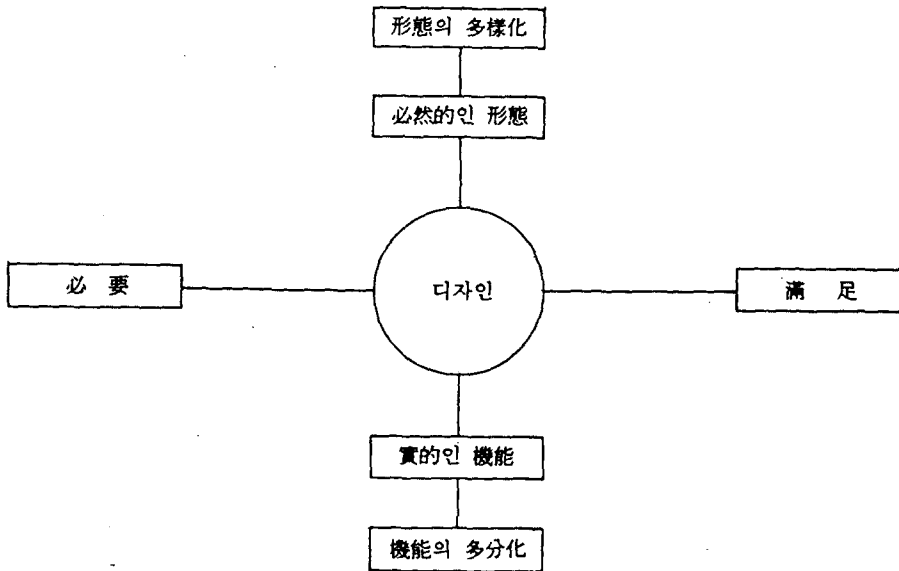 形態의 多樣化
必然的인 形態
必 要
디자인
滿 足
實的인 機能
機能의 多分化